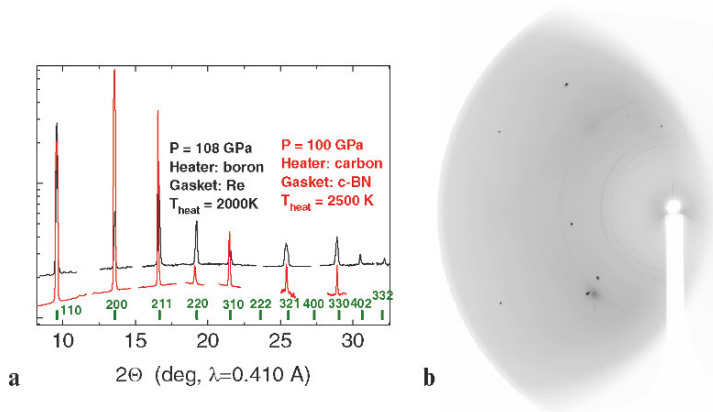 P = 108 GPa
Heater: boron
Gasket: Re
T_heat = 2000K
P = 100 GPa
Heater: carbon
Gasket: c-BN
T_heat = 2500 K
110 200 211 220 310 222 321 400 330 402 332
10 15 20 25 30
2Θ (deg, λ=0.410 A)
a
b